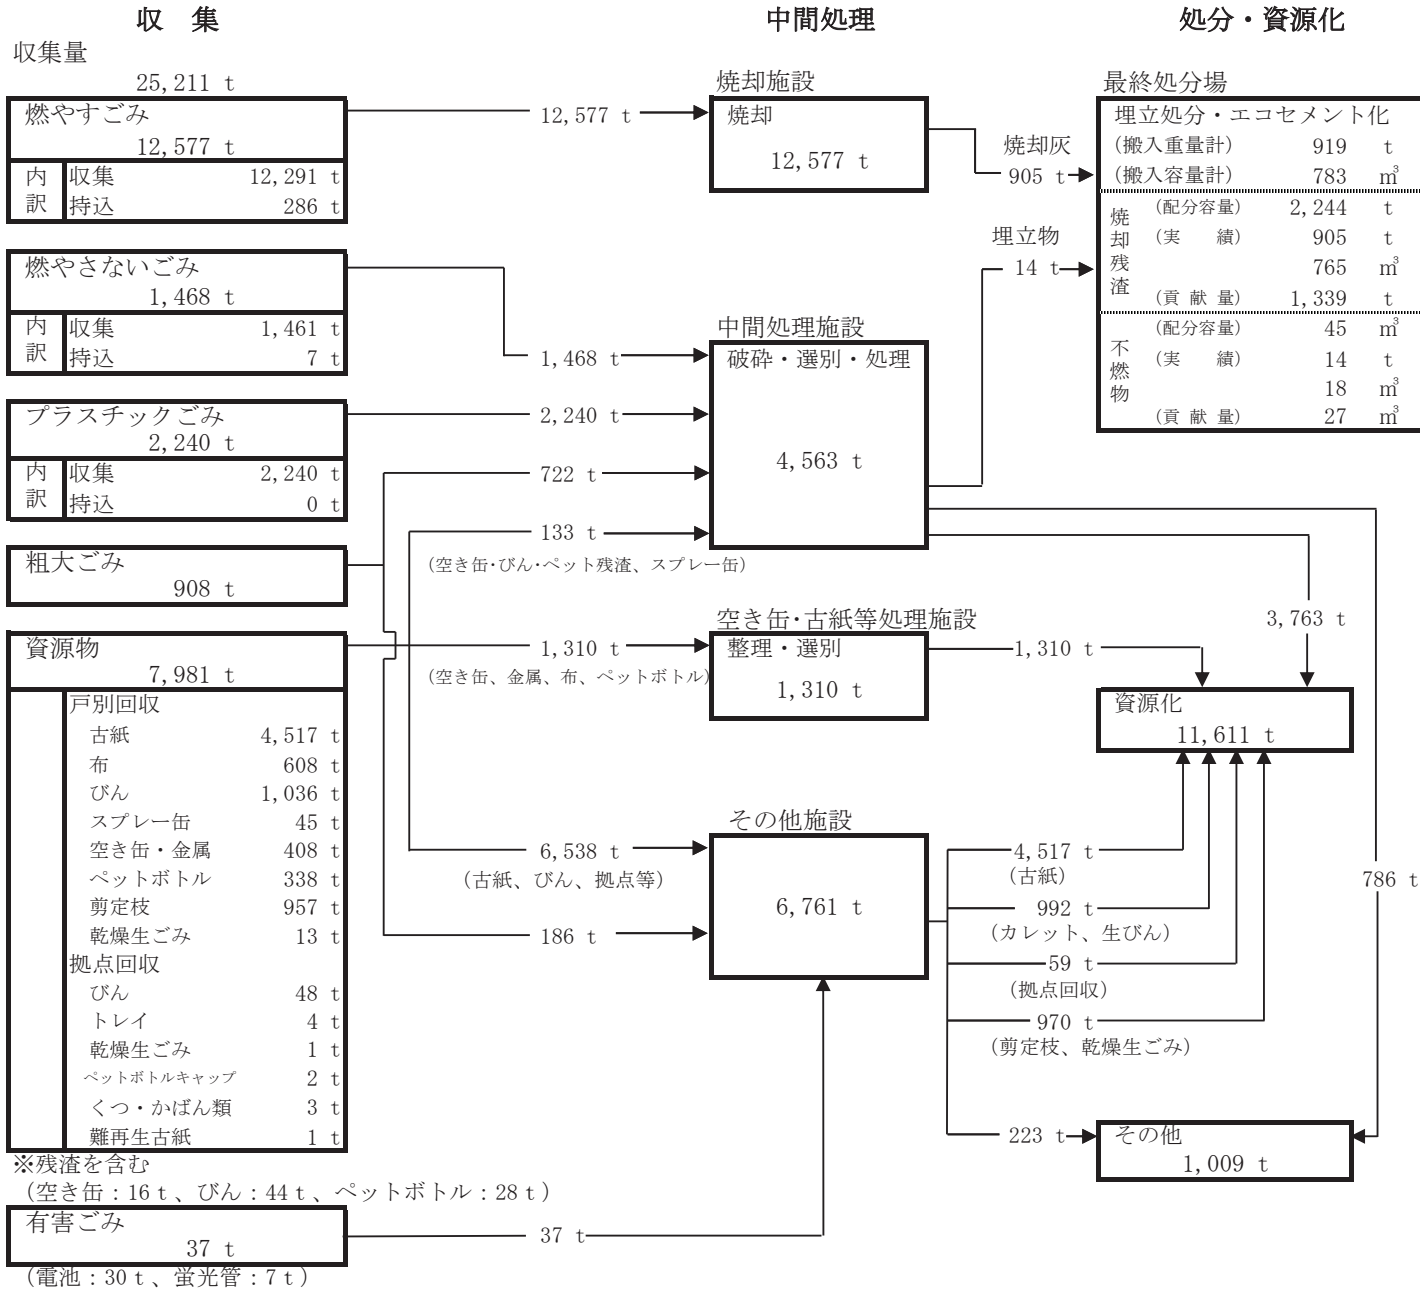 収　集
中間処理
処分・資源化
収集量
25,211 t
燃やすごみ
12,577 t
内訳
収集 12,291 t
持込 286 t
燃やさないごみ
1,468 t
内訳
収集 1,461 t
持込 7 t
プラスチックごみ
2,240 t
内訳
収集 2,240 t
持込 0 t
粗大ごみ
908 t
資源物
7,981 t
戸別回収
古紙 4,517 t
布 608 t
びん 1,036 t
スプレー缶 45 t
空き缶・金属 408 t
ペットボトル 338 t
剪定枝 957 t
乾燥生ごみ 13 t
拠点回収
びん 48 t
トレイ 4 t
乾燥生ごみ 1 t
ペットボトルキャップ 2 t
くつ・かばん類 3 t
難再生古紙 1 t
※残渣を含む
（空き缶：16ｔ、びん：44ｔ、ペットボトル：28ｔ）
有害ごみ
37 t
（電池：30ｔ、蛍光管：7ｔ）
12,577 t
1,468 t
2,240 t
722 t
133 t
（空き缶･びん･ペット残渣、スプレー缶）
1,310 t
（空き缶、金属、布、ペットボトル）
6,538 t
（古紙、びん、拠点等）
186 t
37 t
焼却施設
焼却
12,577 t
中間処理施設
破砕・選別・処理
4,563 t
空き缶･古紙等処理施設
整理・選別
1,310 t
その他施設
6,761 t
焼却灰
905 t
埋立物
14 t
3,763 t
1,310 t
786 t
4,517 t
（古紙）
992 t
（カレット、生びん）
59 t
（拠点回収）
970 t
（剪定枝、乾燥生ごみ）
223 t
最終処分場
埋立処分・エコセメント化
（搬入重量計） 919 t
（搬入容量計） 783 m³
焼却残渣
（配分容量） 2,244 t
（実　　績） 905 t
765 m³
（貢 献 量） 1,339 t
不燃物
（配分容量） 45 m³
（実　　績） 14 t
18 m³
（貢 献 量） 27 m³
資源化
11,611 t
その他
1,009 t